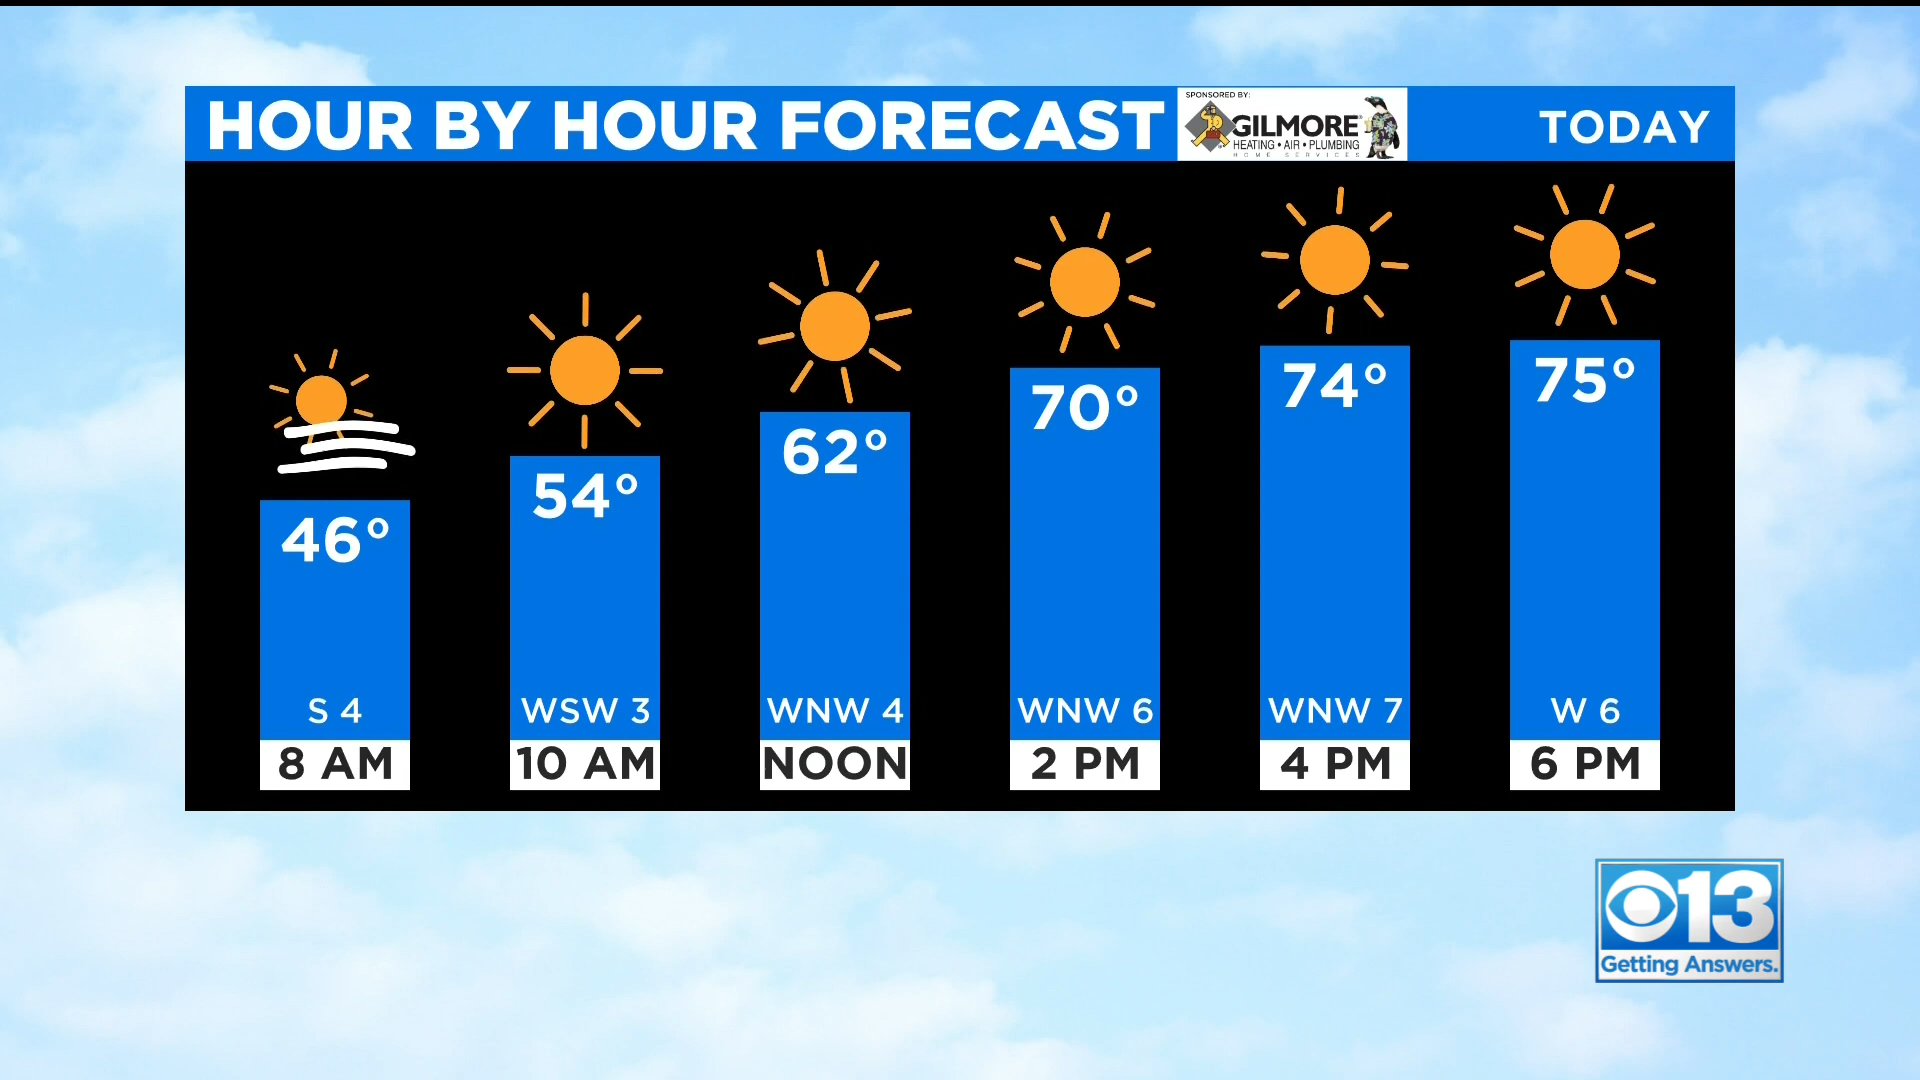 HOUR BY HOUR FORECAST
SPONSORED BY:
GILMORE
HEATING • AIR • PLUMBING
HOME SERVICES
TODAY
46° 54° 62° 70° 74° 75°
S 4 WSW 3 WNW 4 WNW 6 WNW 7 W 6
8 AM 10 AM NOON 2 PM 4 PM 6 PM
13
Getting Answers.